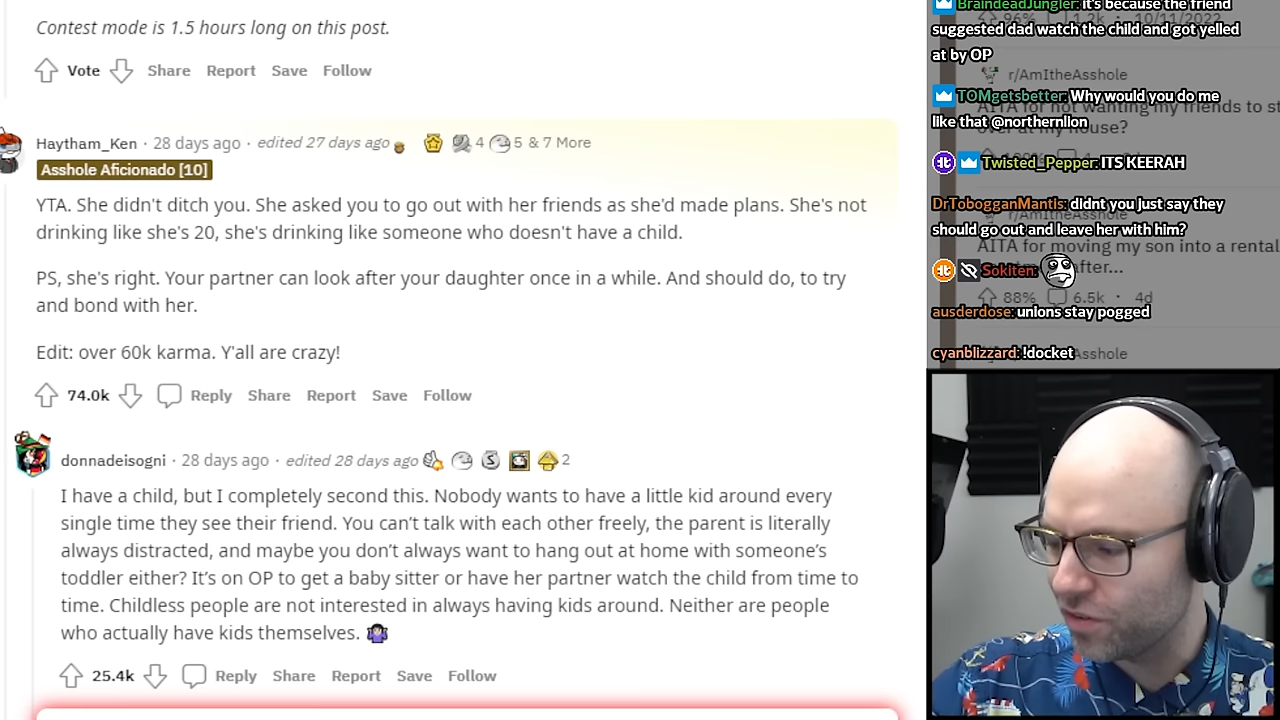 Contest mode is 1.5 hours long on this post.
Vote Share Report Save Follow
Haytham_Ken · 28 days ago · edited 27 days ago 4 5 & 7 More
Asshole Aficionado [10]
YTA. She didn't ditch you. She asked you to go out with her friends as she'd made plans. She's not
drinking like she's 20, she's drinking like someone who doesn't have a child.
PS, she's right. Your partner can look after your daughter once in a while. And should do, to try
and bond with her.
Edit: over 60k karma. Y'all are crazy!
74.0k Reply Share Report Save Follow
donnadeisogni · 28 days ago · edited 28 days ago 2
I have a child, but I completely second this. Nobody wants to have a little kid around every
single time they see their friend. You can’t talk with each other freely, the parent is literally
always distracted, and maybe you don’t always want to hang out at home with someone’s
toddler either? It’s on OP to get a baby sitter or have her partner watch the child from time to
time. Childless people are not interested in always having kids around. Neither are people
who actually have kids themselves.
25.4k Reply Share Report Save Follow
BraindeadJungler: it's because the friend
suggested dad watch the child and got yelled
at by OP
TOMgetsbetter: Why would you do me
like that @northernlion
Twisted_Pepper: ITS KEERAH
DrTobogganMantis: didnt you just say they
should go out and leave her with him?
Sokiten:
ausderdose: unions stay pogged
cyanblizzard: !docket
96% 1.2k · 10/11/2022
r/AmItheAsshole
AITA for not wanting my friends to st
over at my house?
r/AmItheAsshole
AITA for moving my son into a rental
after...
88% 6.5k · 4d